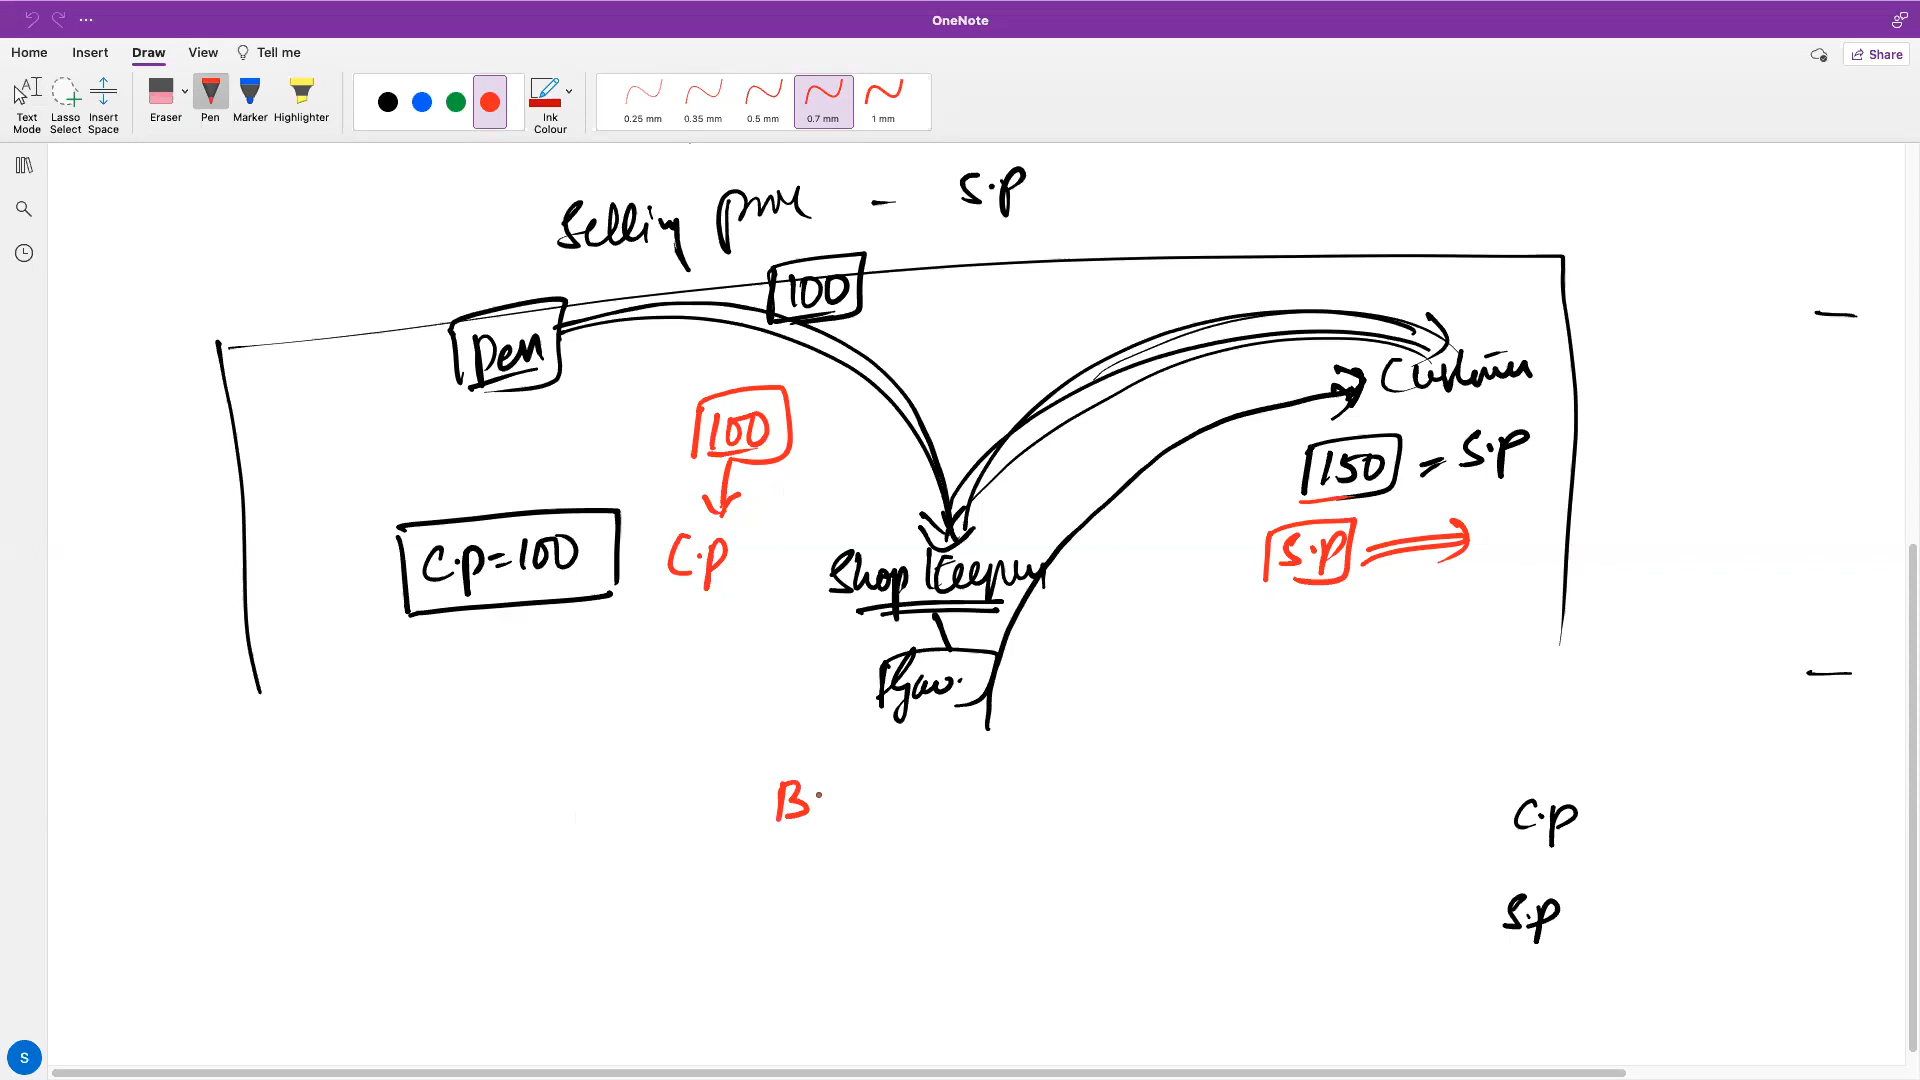 OneNote
Home Insert Draw View Tell me
Share
Text Mode
Lasso Select
Insert Space
Eraser
Pen
Marker
Highlighter
Ink Colour
0.25 mm
0.35 mm
0.5 mm
0.7 mm
1 mm
Selling price - S.P
100
Pen
Customer
100
150 = S.P
C.P=100
C.P
Shop Keeper
S.P
B.
C.P
S.P
S